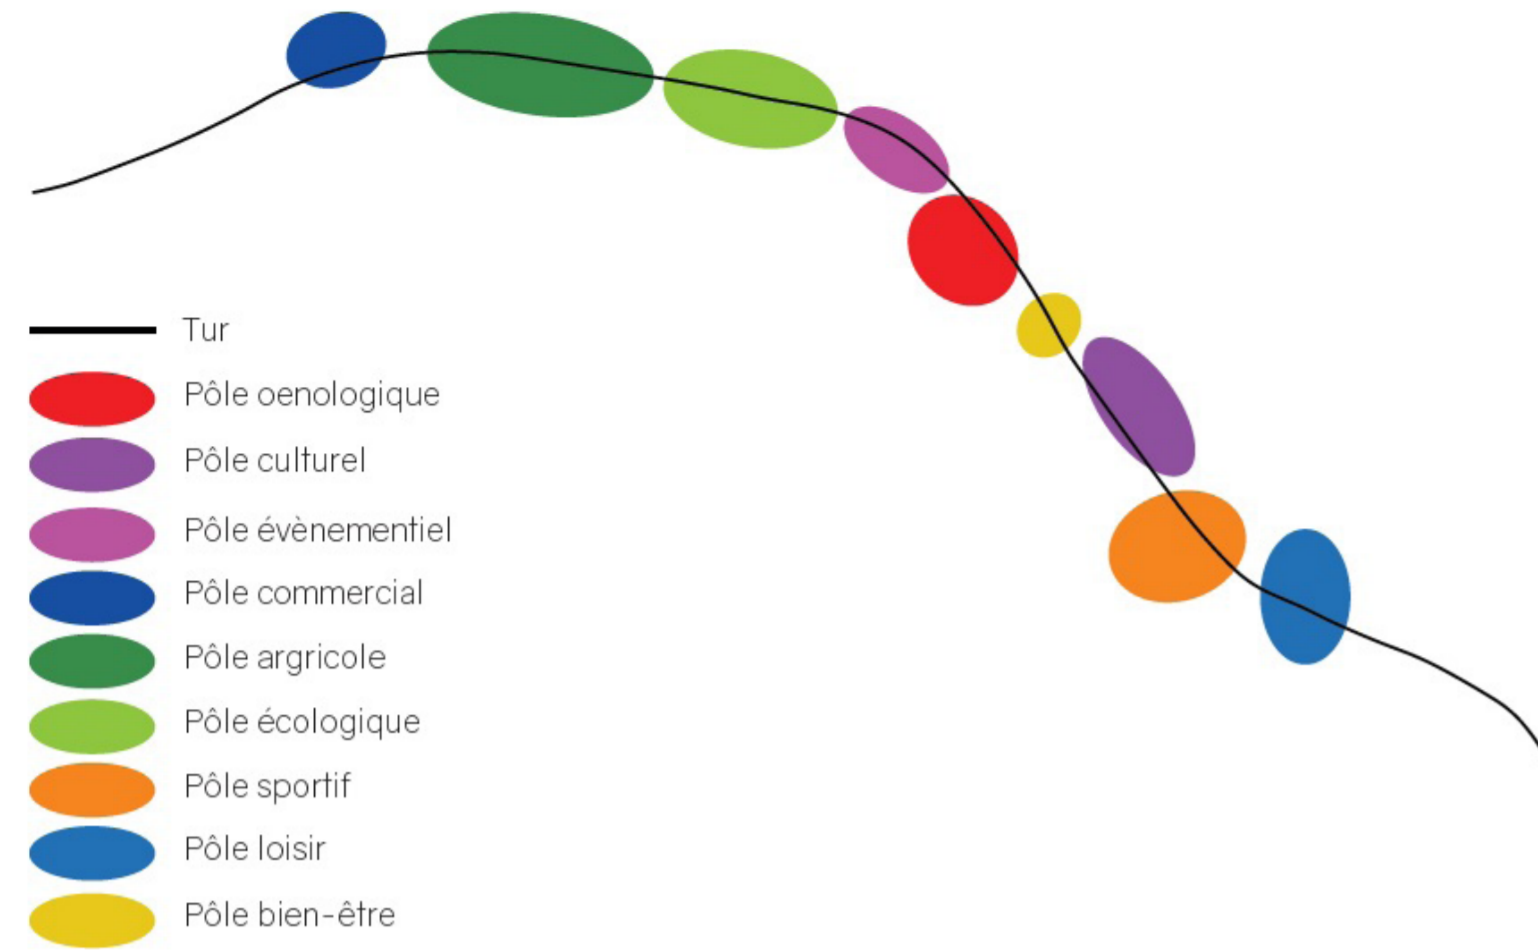 Tur
Pôle oenologique
Pôle culturel
Pôle évènementiel
Pôle commercial
Pôle argricole
Pôle écologique
Pôle sportif
Pôle loisir
Pôle bien-être